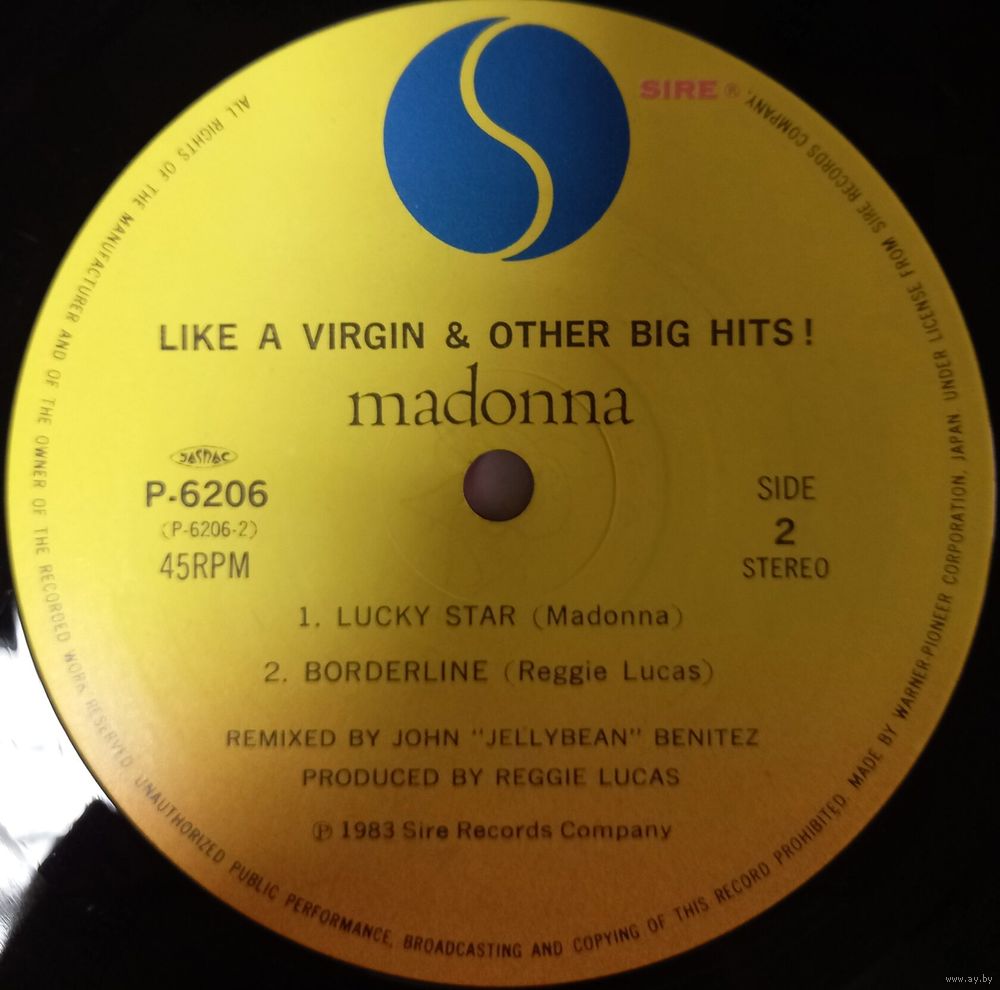 SIRE®
LIKE A VIRGIN & OTHER BIG HITS!
madonna
JASRAC
P-6206
(P-6206-2)
45RPM
SIDE
2
STEREO
1. LUCKY STAR (Madonna)
2. BORDERLINE (Reggie Lucas)
REMIXED BY JOHN "JELLYBEAN" BENITEZ
PRODUCED BY REGGIE LUCAS
℗ 1983 Sire Records Company
ALL RIGHTS OF THE MANUFACTURER AND OF THE OWNER OF THE RECORDED WORK RESERVED. UNAUTHORIZED PUBLIC PERFORMANCE, BROADCASTING AND COPYING OF THIS RECORD PROHIBITED. MADE BY WARNER-PIONEER CORPORATION, JAPAN. UNDER LICENSE FROM SIRE RECORDS COMPANY.
www.ay.by